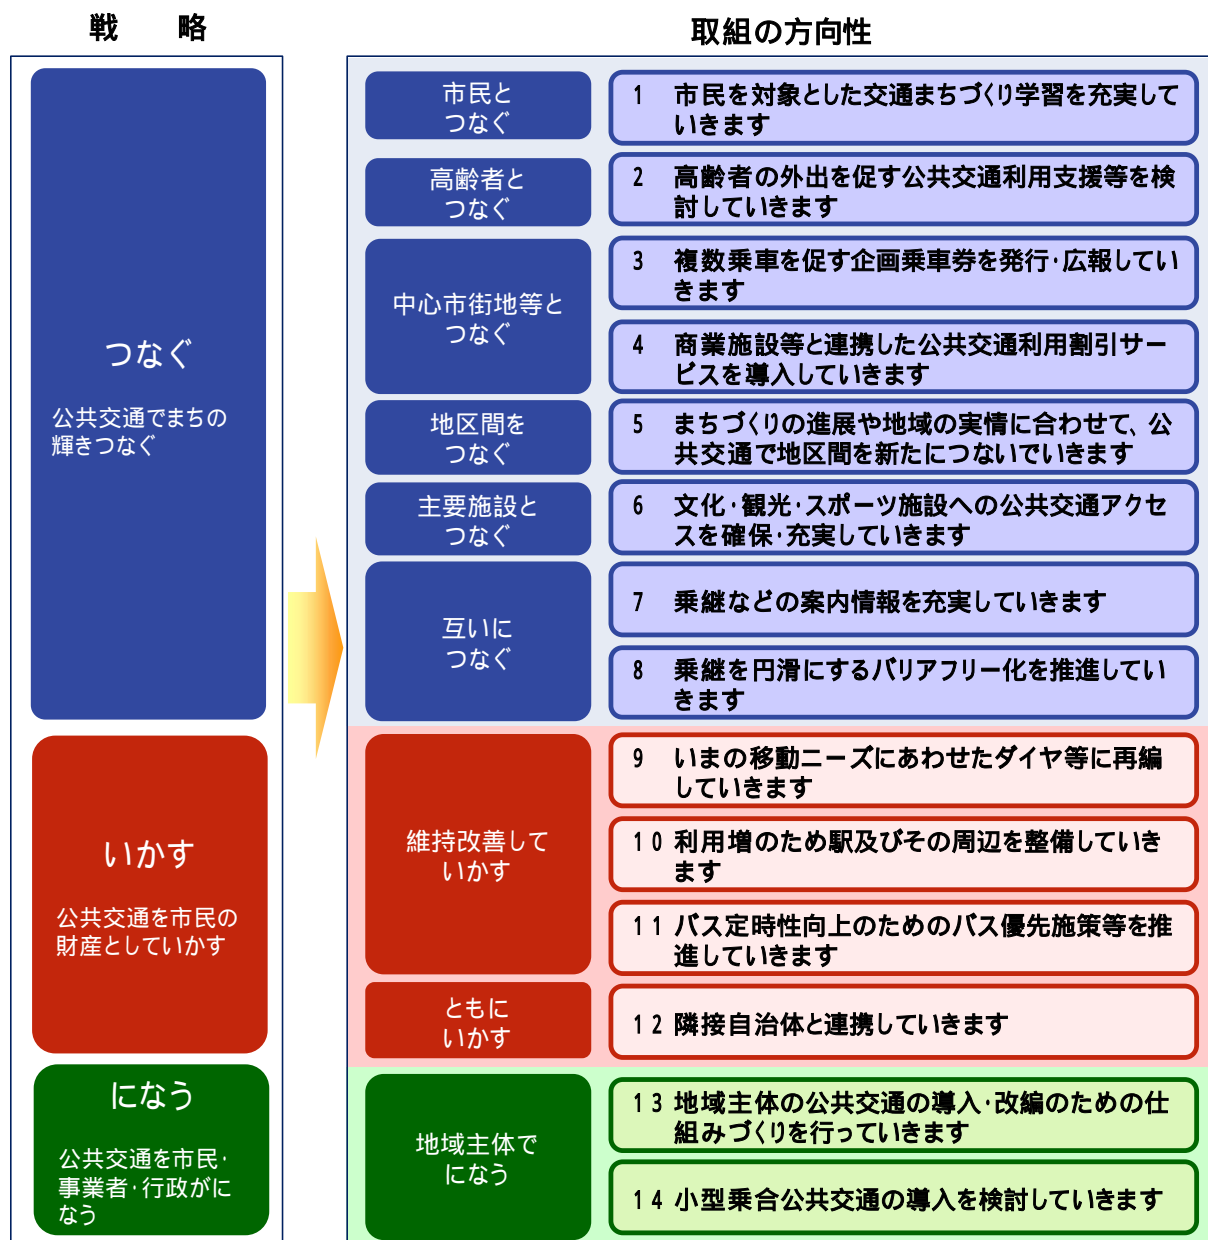 戦　略
取組の方向性
つなぐ
公共交通でまちの
輝きつなぐ
市民と
つなぐ
1 市民を対象とした交通まちづくり学習を充実して
いきます
高齢者と
つなぐ
2 高齢者の外出を促す公共交通利用支援等を検
討していきます
中心市街地等と
つなぐ
3 複数乗車を促す企画乗車券を発行・広報してい
きます
4 商業施設等と連携した公共交通利用割引サー
ビスを導入していきます
地区間を
つなぐ
5 まちづくりの進展や地域の実情に合わせて、公
共交通で地区間を新たにつないでいきます
主要施設と
つなぐ
6 文化・観光・スポーツ施設への公共交通アクセ
スを確保・充実していきます
互いに
つなぐ
7 乗継などの案内情報を充実していきます
8 乗継を円滑にするバリアフリー化を推進してい
きます
いかす
公共交通を市民の
財産としていかす
維持改善して
いかす
9 いまの移動ニーズにあわせたダイヤ等に再編
していきます
10 利用増のため駅及びその周辺を整備していき
ます
11 バス定時性向上のためのバス優先施策等を推
進していきます
ともに
いかす
12 隣接自治体と連携していきます
になう
公共交通を市民・
事業者・行政がに
なう
地域主体で
になう
13 地域主体の公共交通の導入・改編のための仕
組みづくりを行っていきます
14 小型乗合公共交通の導入を検討していきます